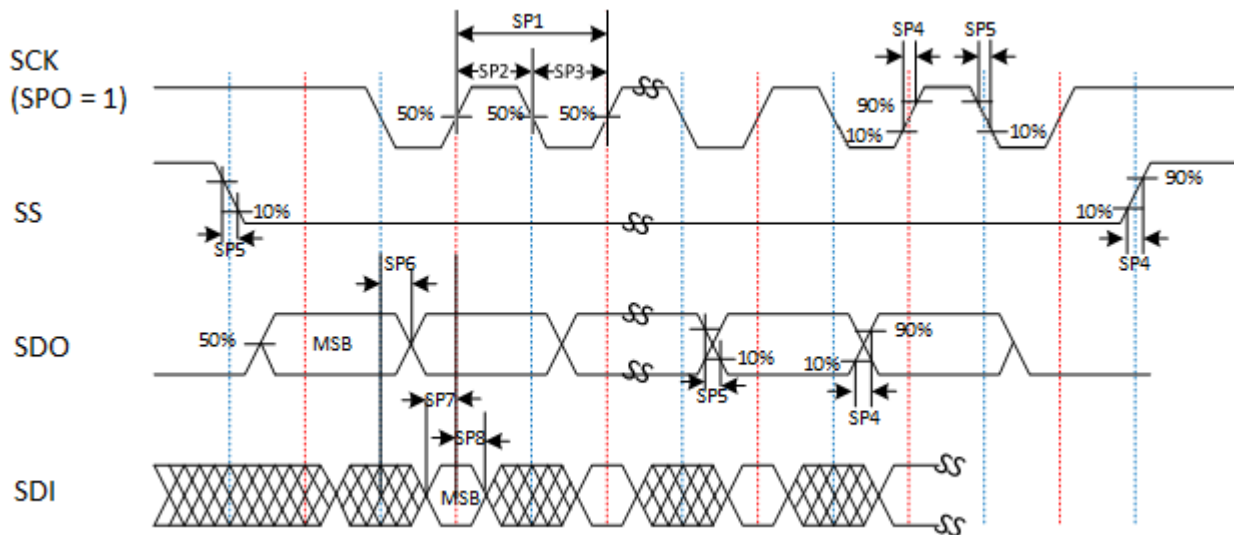 SP1
SP4 SP5
SCK
(SPO = 1)
SP2 SP3
50% 50% 50%
90%
10% 10%
SS
10%
SP5
90%
10%
SP4
SP6
SDO
50%
MSB
10%
SP5
90%
10%
SP4
SP7
SP8
SDI
MSB